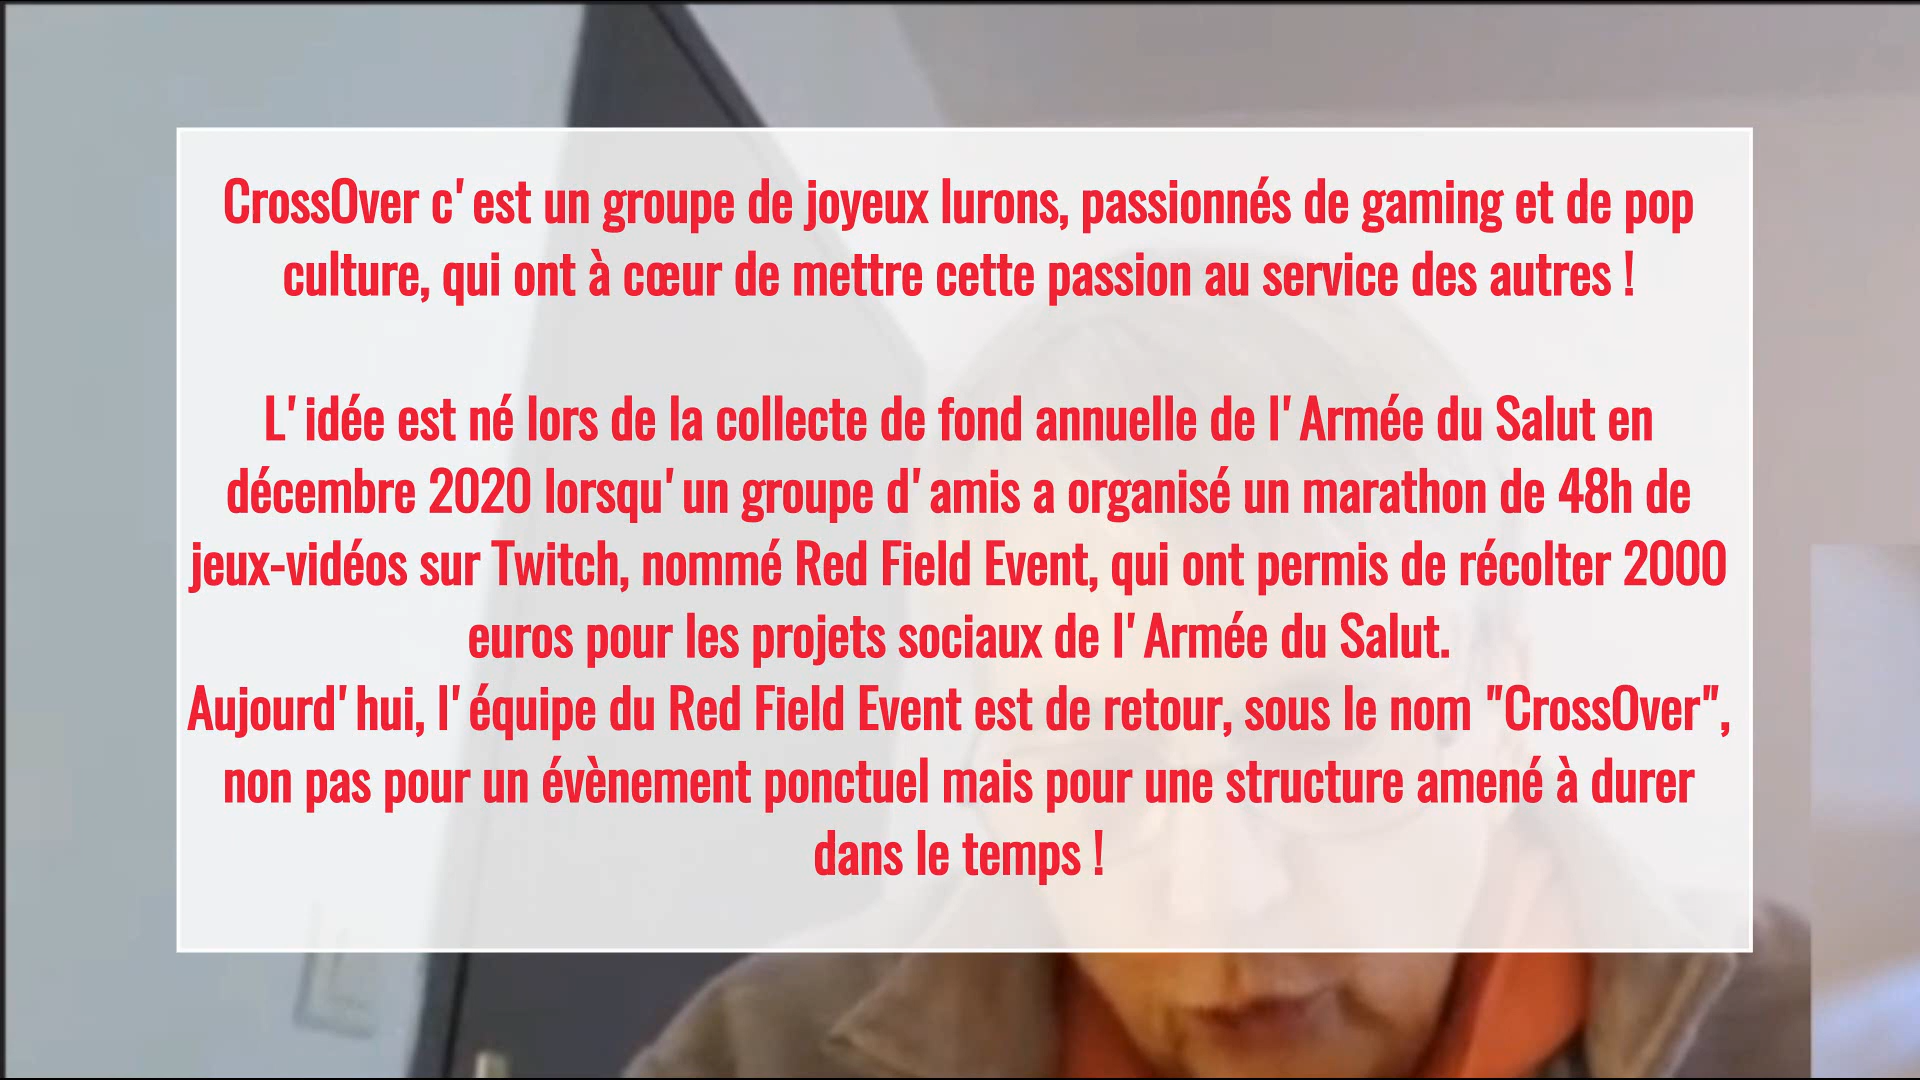 CrossOver c'est un groupe de joyeux lurons, passionnés de gaming et de pop
culture, qui ont à cœur de mettre cette passion au service des autres !
L'idée est né lors de la collecte de fond annuelle de l'Armée du Salut en
décembre 2020 lorsqu'un groupe d'amis a organisé un marathon de 48h de
jeux-vidéos sur Twitch, nommé Red Field Event, qui ont permis de récolter 2000
euros pour les projets sociaux de l'Armée du Salut.
Aujourd'hui, l'équipe du Red Field Event est de retour, sous le nom "CrossOver",
non pas pour un évènement ponctuel mais pour une structure amené à durer
dans le temps !